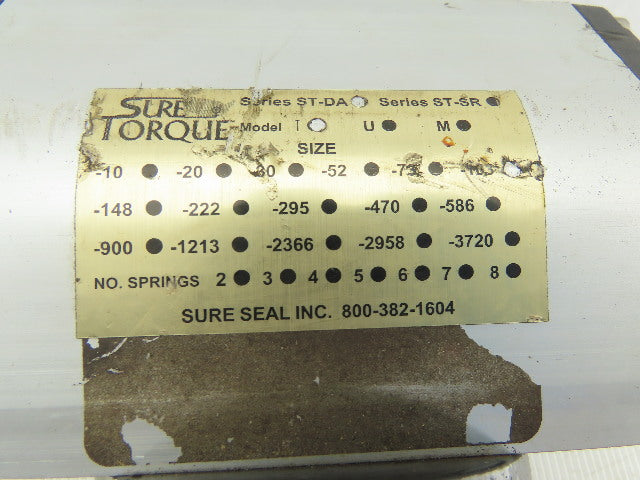 SURE TORQUE
Series ST-DA Series ST-SR
Model I U M
SIZE
-10 -20 -30 -52 -73
-148 -222 -295 -470 -586
-900 -1213 -2366 -2958 -3720
NO. SPRINGS 2 3 4 5 6 7 8
SURE SEAL INC. 800-382-1604